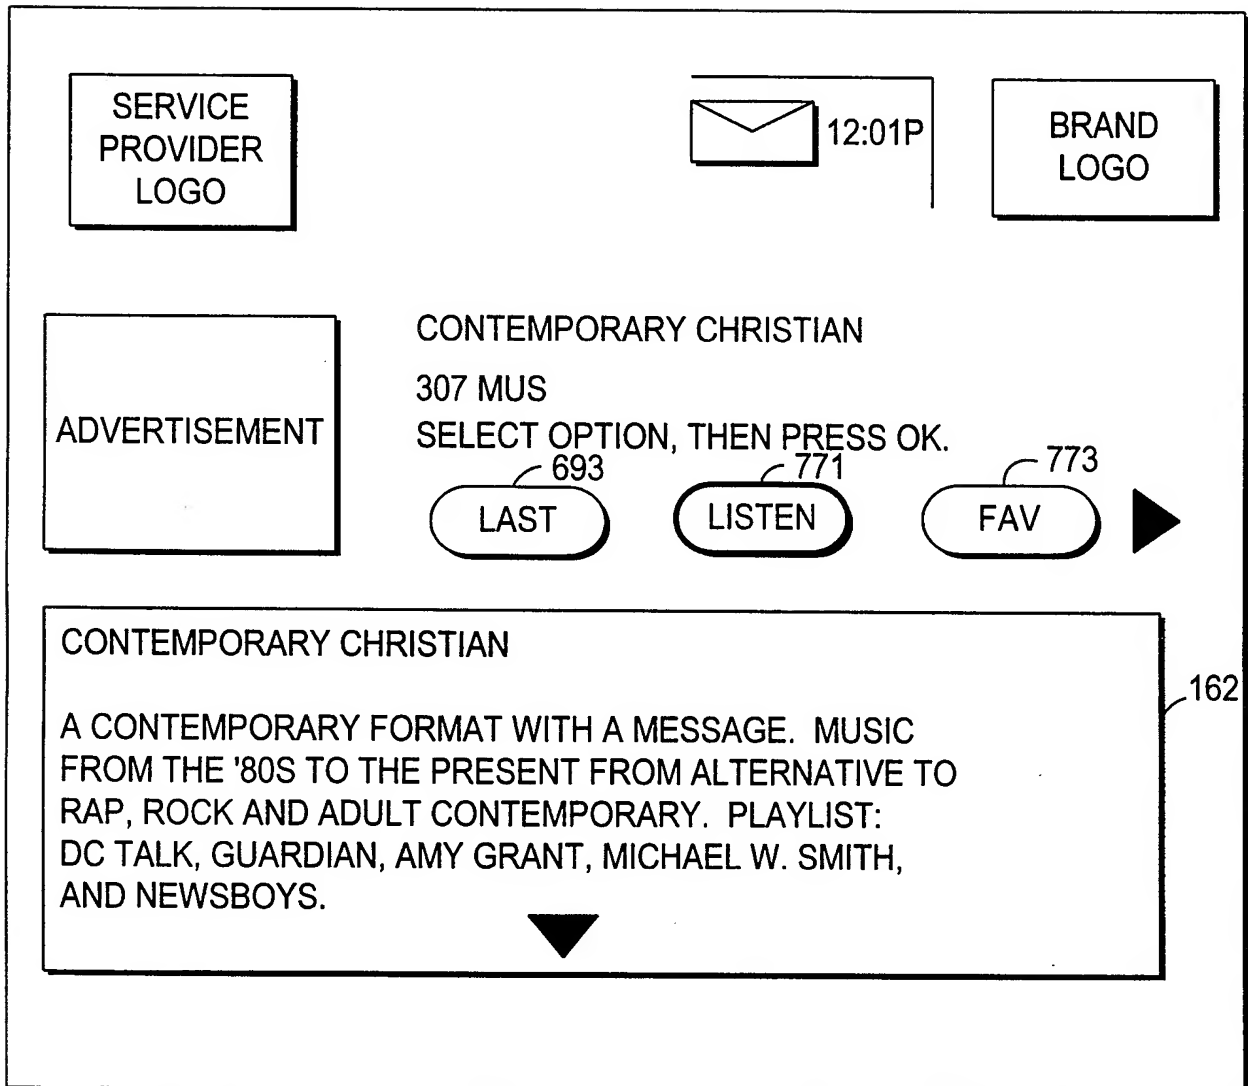 SERVICE
PROVIDER
LOGO
12:01P
BRAND
LOGO
ADVERTISEMENT
CONTEMPORARY CHRISTIAN
307 MUS
SELECT OPTION, THEN PRESS OK.
693
771
773
LAST
LISTEN
FAV
CONTEMPORARY CHRISTIAN
162
A CONTEMPORARY FORMAT WITH A MESSAGE. MUSIC
FROM THE '80S TO THE PRESENT FROM ALTERNATIVE TO
RAP, ROCK AND ADULT CONTEMPORARY. PLAYLIST:
DC TALK, GUARDIAN, AMY GRANT, MICHAEL W. SMITH,
AND NEWSBOYS.